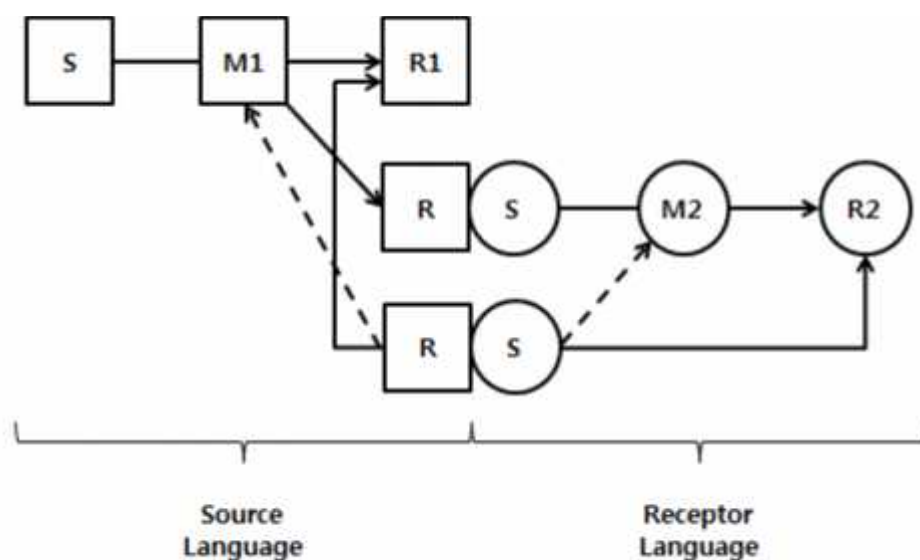 S M1 R1
R S M2 R2
R S
Source Receptor
Language Language